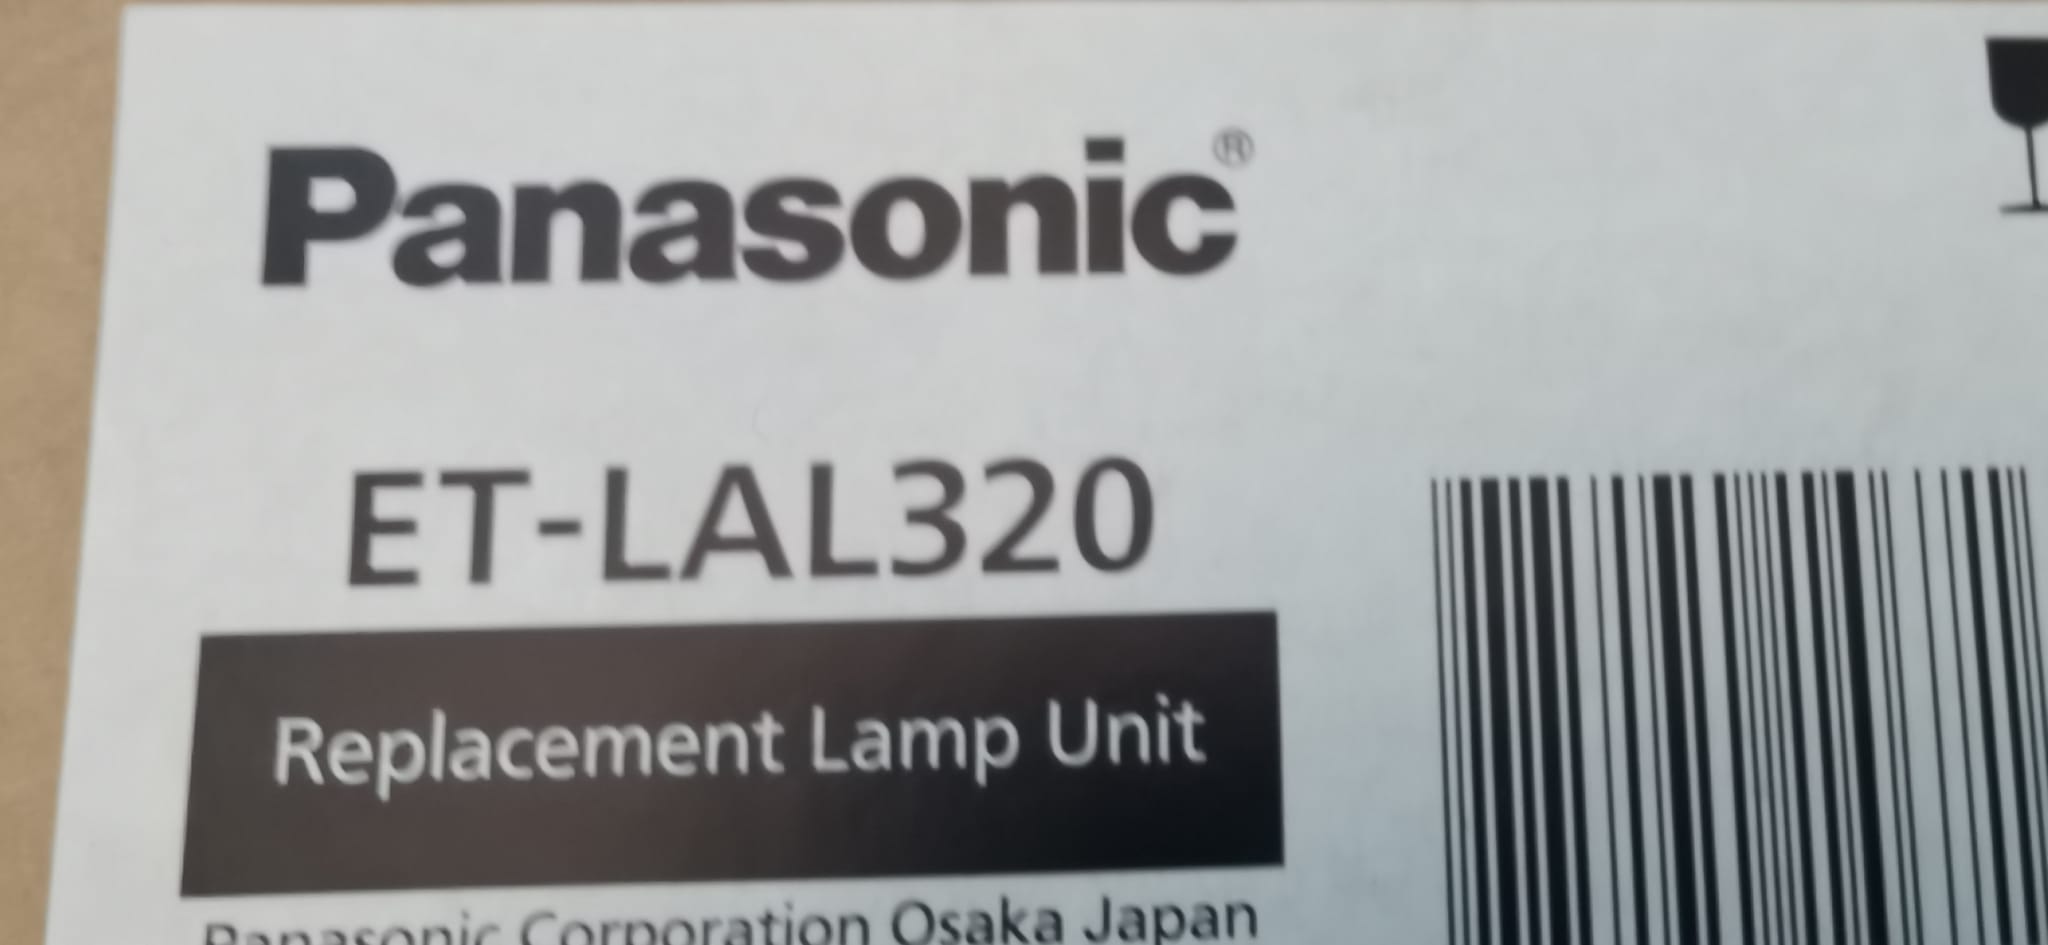 Panasonic®
ET-LAL320
Replacement Lamp Unit
Panasonic Corporation Osaka Japan